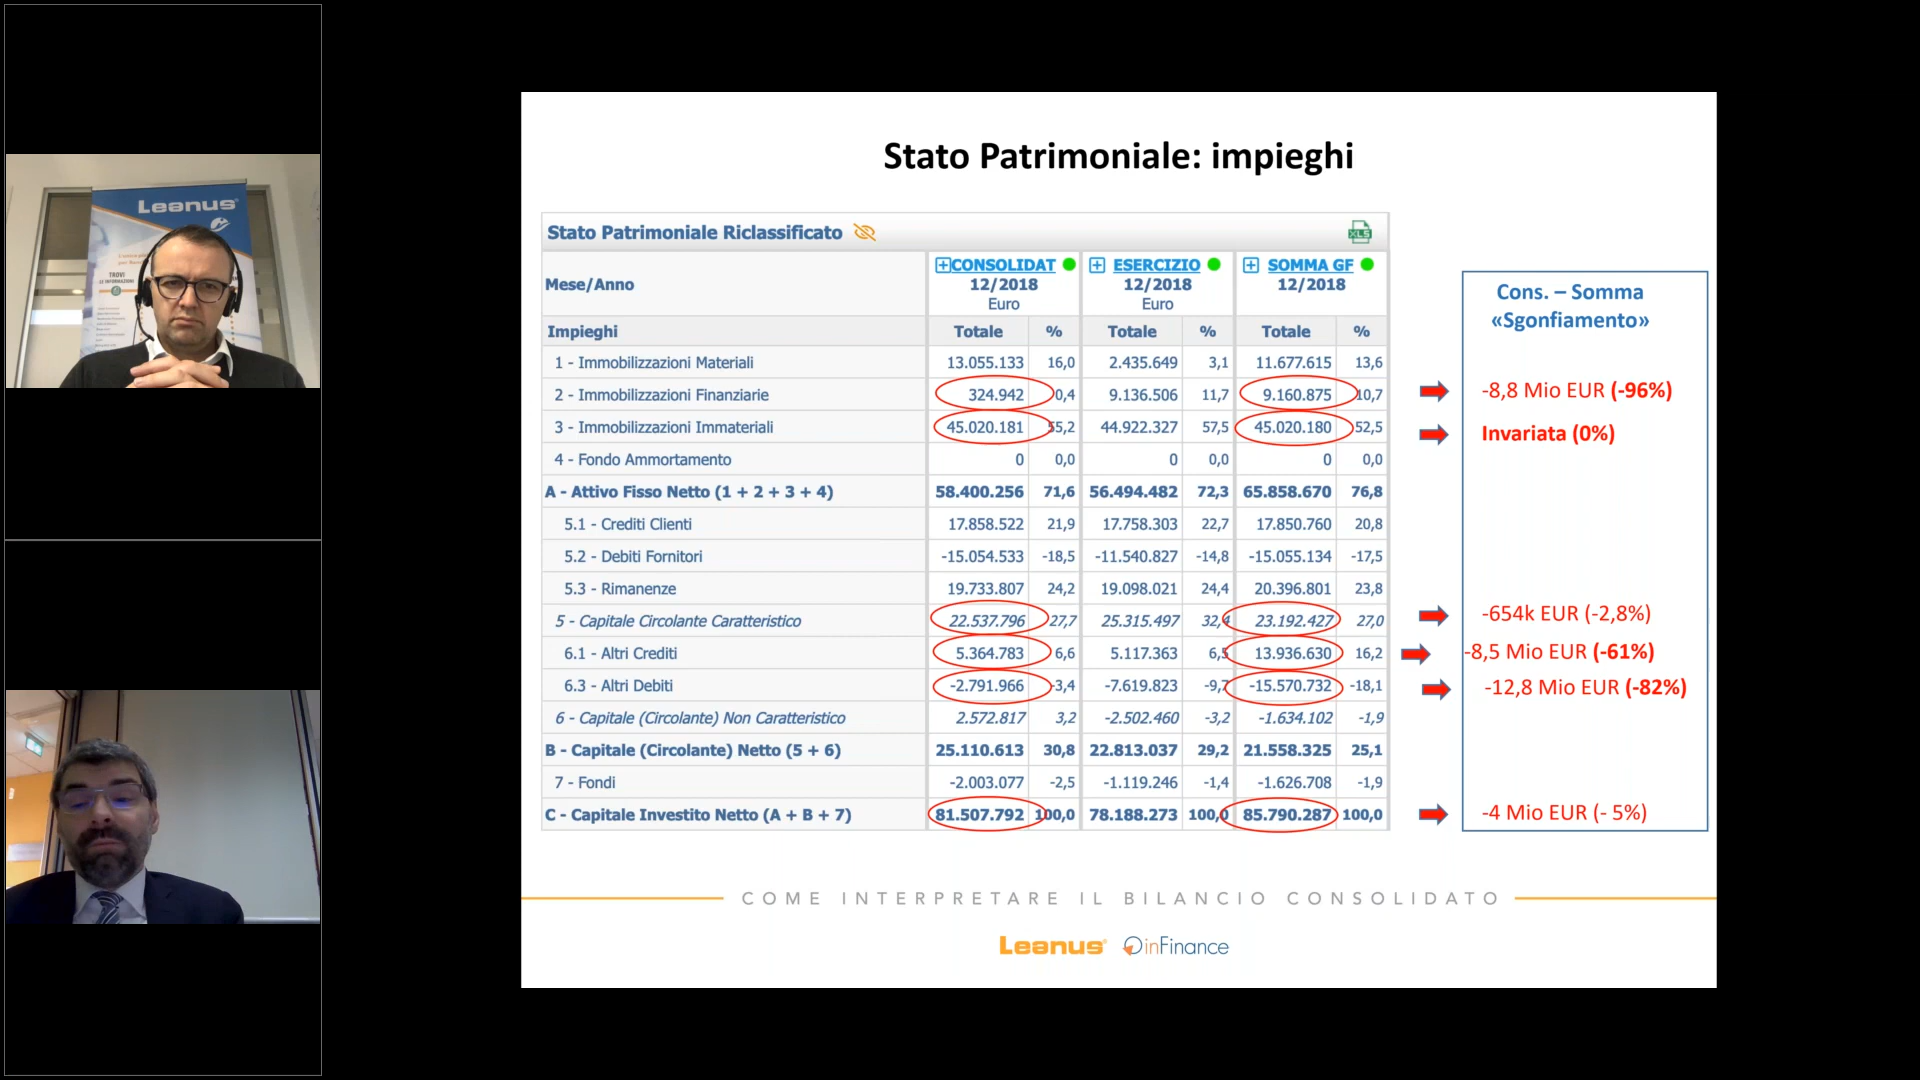 Leanus
TROVI
LE INFORMAZIONI
Stato Patrimoniale: impieghi
Stato Patrimoniale Riclassificato XLS
Mese/Anno CONSOLIDAT 12/2018 Euro ESERCIZIO 12/2018 Euro SOMMA GF 12/2018
Impieghi Totale % Totale % Totale %
1 - Immobilizzazioni Materiali 13.055.133 16,0 2.435.649 3,1 11.677.615 13,6
2 - Immobilizzazioni Finanziarie 324.942 0,4 9.136.506 11,7 9.160.875 10,7
3 - Immobilizzazioni Immateriali 45.020.181 55,2 44.922.327 57,5 45.020.180 52,5
4 - Fondo Ammortamento 0 0,0 0 0,0 0 0,0
A - Attivo Fisso Netto (1 + 2 + 3 + 4) 58.400.256 71,6 56.494.482 72,3 65.858.670 76,8
5.1 - Crediti Clienti 17.858.522 21,9 17.758.303 22,7 17.850.760 20,8
5.2 - Debiti Fornitori -15.054.533 -18,5 -11.540.827 -14,8 -15.055.134 -17,5
5.3 - Rimanenze 19.733.807 24,2 19.098.021 24,4 20.396.801 23,8
5 - Capitale Circolante Caratteristico 22.537.796 27,7 25.315.497 32,4 23.192.427 27,0
6.1 - Altri Crediti 5.364.783 6,6 5.117.363 6,5 13.936.630 16,2
6.3 - Altri Debiti -2.791.966 -3,4 -7.619.823 -9,7 -15.570.732 -18,1
6 - Capitale (Circolante) Non Caratteristico 2.572.817 3,2 -2.502.460 -3,2 -1.634.102 -1,9
B - Capitale (Circolante) Netto (5 + 6) 25.110.613 30,8 22.813.037 29,2 21.558.325 25,1
7 - Fondi -2.003.077 -2,5 -1.119.246 -1,4 -1.626.708 -1,9
C - Capitale Investito Netto (A + B + 7) 81.507.792 100,0 78.188.273 100,0 85.790.287 100,0
Cons. – Somma
«Sgonfiamento»
-8,8 Mio EUR (-96%)
Invariata (0%)
-654k EUR (-2,8%)
-8,5 Mio EUR (-61%)
-12,8 Mio EUR (-82%)
-4 Mio EUR (- 5%)
COME INTERPRETARE IL BILANCIO CONSOLIDATO
Leanus inFinance